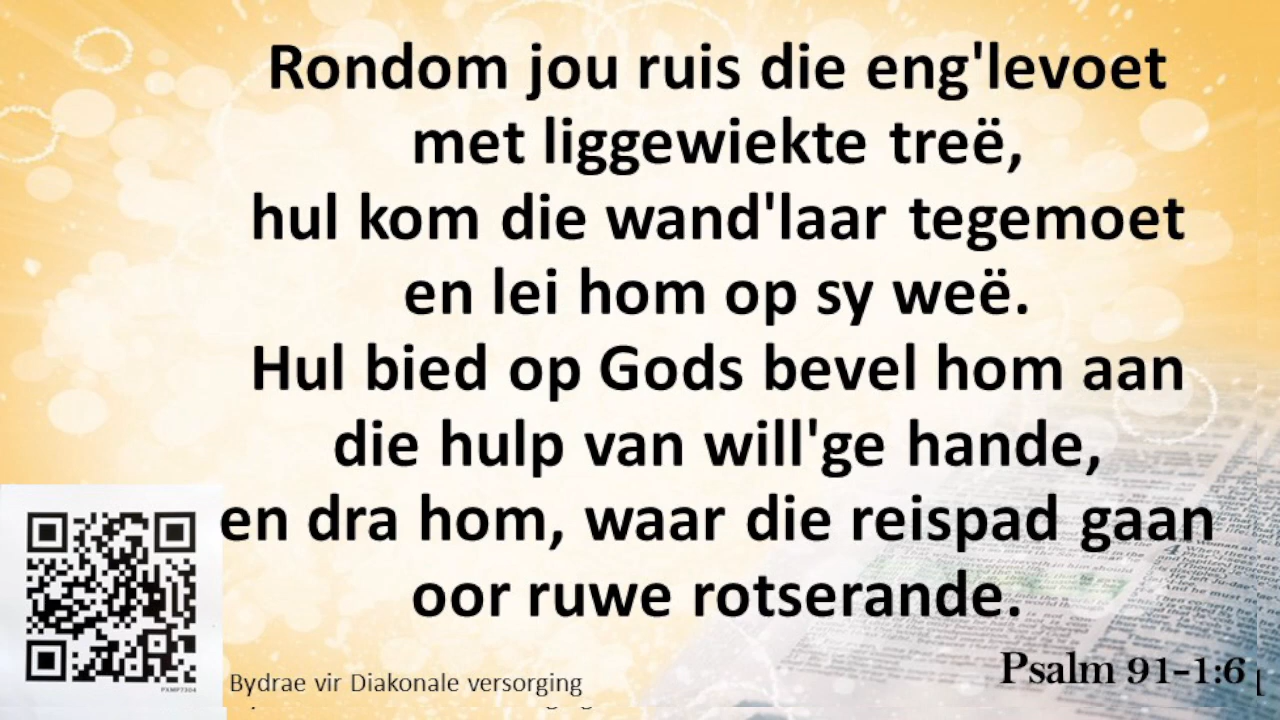 Rondom jou ruis die eng'levoet
met liggewiekte treë,
hul kom die wand'laar tegemoet
en lei hom op sy weë.
Hul bied op Gods bevel hom aan
die hulp van will'ge hande,
en dra hom, waar die reispad gaan
oor ruwe rotserande.
Psalm 91-1:6
Bydrae vir Diakonale versorging